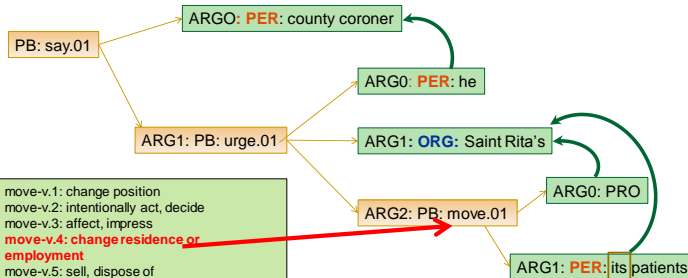 ARGO: PER: county coroner
PB: say.01
ARG0: PER: he
ARG1: PB: urge.01
ARG1: ORG: Saint Rita's
move-v.1: change position
move-v.2: intentionally act, decide
move-v.3: affect, impress
move-v.4: change residence or
employment
move-v.5: sell, dispose of
ARG2: PB: move.01
ARG0: PRO
ARG1: PER: its patients